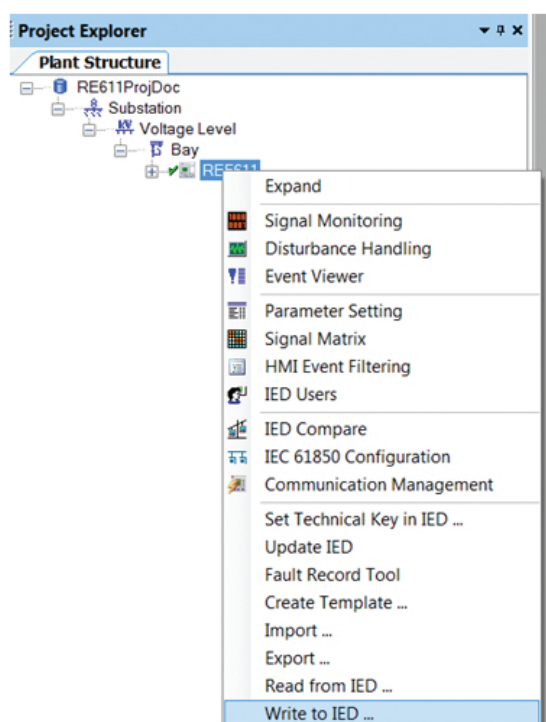 Project Explorer
Plant Structure
RE611ProjDoc
Substation
Voltage Level
Bay
REF611
Expand
Signal Monitoring
Disturbance Handling
Event Viewer
Parameter Setting
Signal Matrix
HMI Event Filtering
IED Users
IED Compare
IEC 61850 Configuration
Communication Management
Set Technical Key in IED ...
Update IED
Fault Record Tool
Create Template ...
Import ...
Export ...
Read from IED ...
Write to IED ...